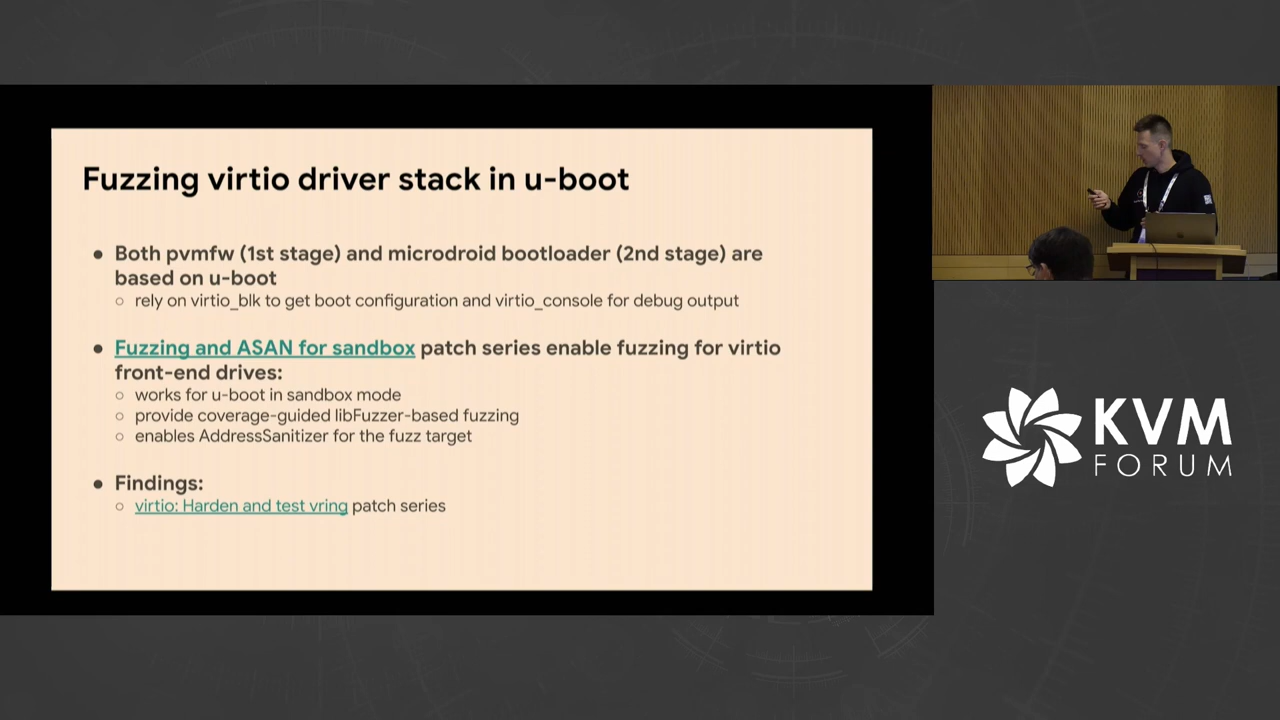 Fuzzing virtio driver stack in u-boot
● Both pvmfw (1st stage) and microdroid bootloader (2nd stage) are
based on u-boot
○ rely on virtio_blk to get boot configuration and virtio_console for debug output
● Fuzzing and ASAN for sandbox patch series enable fuzzing for virtio
front-end drives:
○ works for u-boot in sandbox mode
○ provide coverage-guided libFuzzer-based fuzzing
○ enables AddressSanitizer for the fuzz target
● Findings:
○ virtio: Harden and test vring patch series
KVM
FORUM